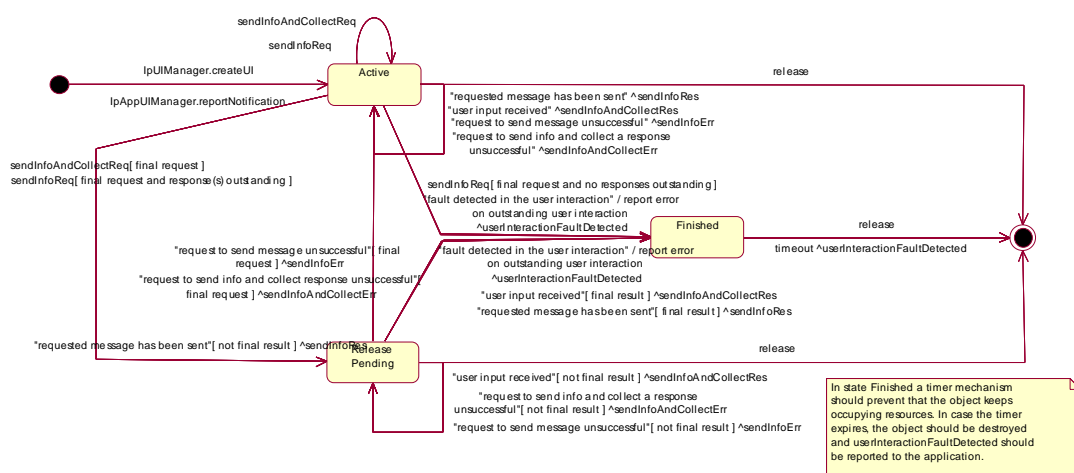 sendInfoAndCollectReq
sendInfoReq
IpUIManager.createUI
Active
release
IpAppUIManager.reportNotification
"requested message has been sent" ^sendInfoRes
"user input received" ^sendInfoAndCollectRes
"request to send message unsuccessful" ^sendInfoErr
"request to send info and collect a response
unsuccessful" ^sendInfoAndCollectErr
sendInfoAndCollectReq[ final request ]
sendInfoReq[ final request and response(s) outstanding ]
sendInfoReq[ final request and no responses outstanding ]
"fault detected in the user interaction" / report error
on outstanding user interaction
^userInteractionFaultDetected
Finished
release
timeout ^userInteractionFaultDetected
"request to send message unsuccessful"[ final
request ] ^sendInfoErr
"request to send info and collect response unsuccessful"[
final request ] ^sendInfoAndCollectErr
"fault detected in the user interaction" / report error
on outstanding user interaction
^userInteractionFaultDetected
"user input received"[ final result ] ^sendInfoAndCollectRes
"requested message has been sent"[ final result ] ^sendInfoRes
"requested message has been sent"[ not final result ] ^sendInfoRes
Release
Pending
release
"user input received"[ not final result ] ^sendInfoAndCollectRes
"request to send info and collect a response
unsuccessful"[ not final result ] ^sendInfoAndCollectErr
"request to send message unsuccessful"[ not final result ] ^sendInfoErr
In state Finished a timer mechanism
should prevent that the object keeps
occupying resources. In case the timer
expires, the object should be destroyed
and userInteractionFaultDetected should
be reported to the application.